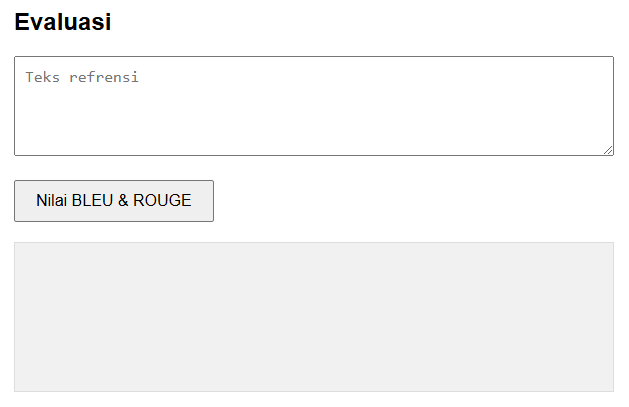 Evaluasi
Teks refrensi
Nilai BLEU & ROUGE